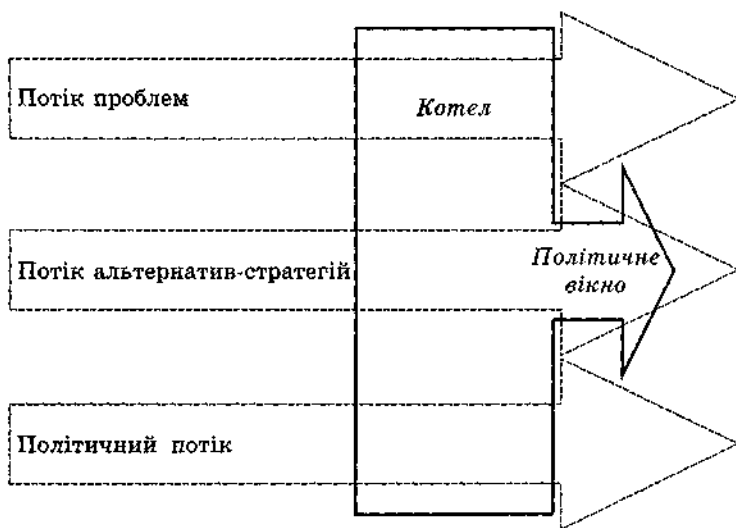 Потік проблем
Котел
Потік альтернатив-стратегій
Політичне
вікно
Політичний потік